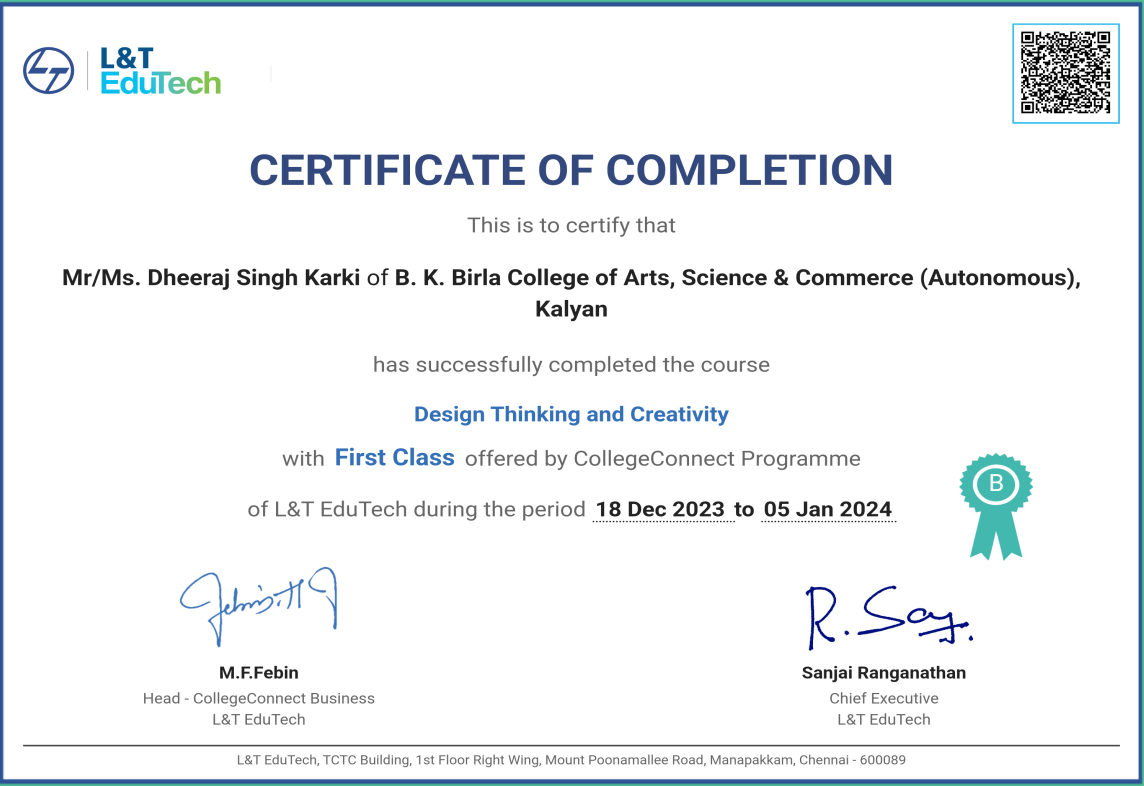 L&T
EduTech
CERTIFICATE OF COMPLETION
This is to certify that
Mr/Ms. Dheeraj Singh Karki of B. K. Birla College of Arts, Science & Commerce (Autonomous),
Kalyan
has successfully completed the course
Design Thinking and Creativity
with First Class offered by CollegeConnect Programme
B
of L&T EduTech during the period 18 Dec 2023 to 05 Jan 2024
M.F.Febin
Head - CollegeConnect Business
L&T EduTech
R. Say.
Sanjai Ranganathan
Chief Executive
L&T EduTech
L&T EduTech, TCTC Building, 1st Floor Right Wing, Mount Poonamallee Road, Manapakkam, Chennai - 600089